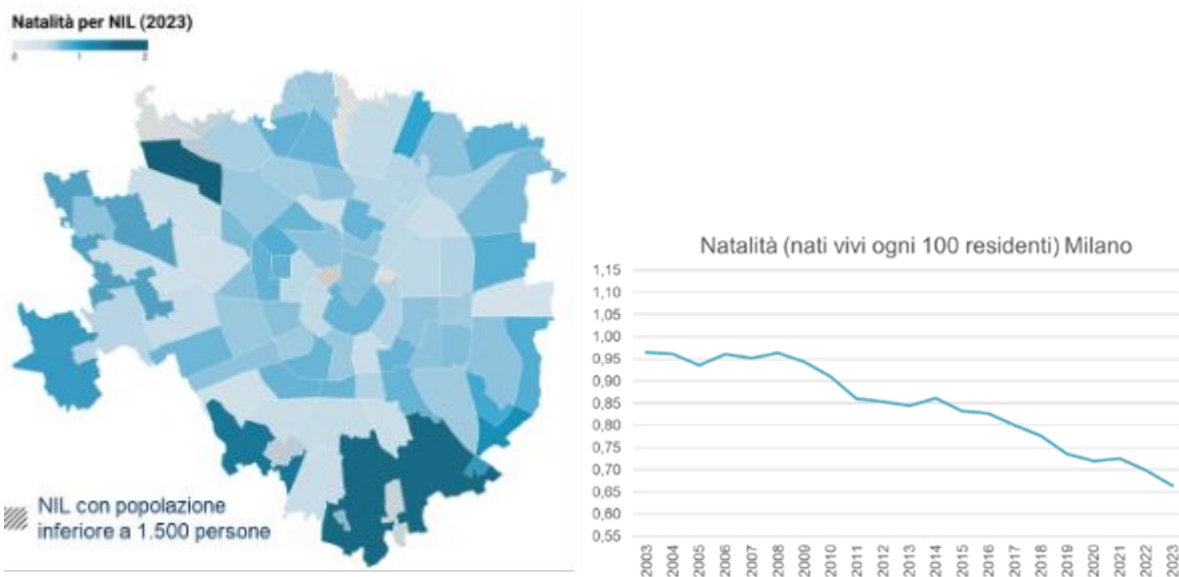 Natalità per NIL (2023)
0 1 2
NIL con popolazione
inferiore a 1.500 persone
Natalità (nati vivi ogni 100 residenti) Milano
1,15
1,10
1,05
1,00
0,95
0,90
0,85
0,80
0,75
0,70
0,65
0,60
0,55
2003 2004 2005 2006 2007 2008 2009 2010 2011 2012 2013 2014 2015 2016 2017 2018 2019 2020 2021 2022 2023